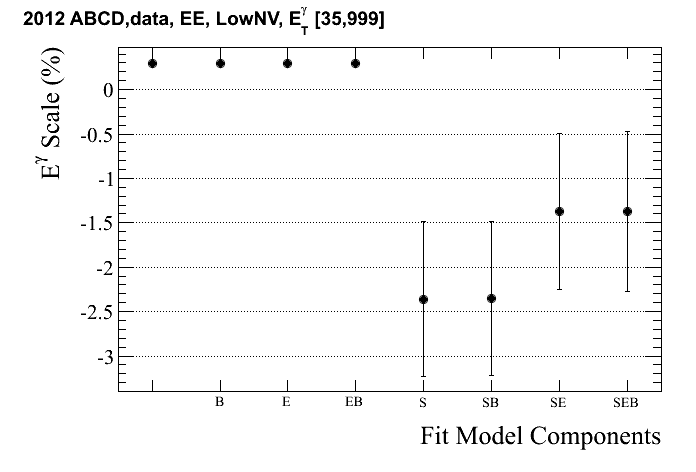 2012 ABCD,data, EE, LowNV, E_T^γ [35,999]
E^γ Scale (%)
0
-0.5
-1
-1.5
-2
-2.5
-3
B E EB S SB SE SEB
Fit Model Components